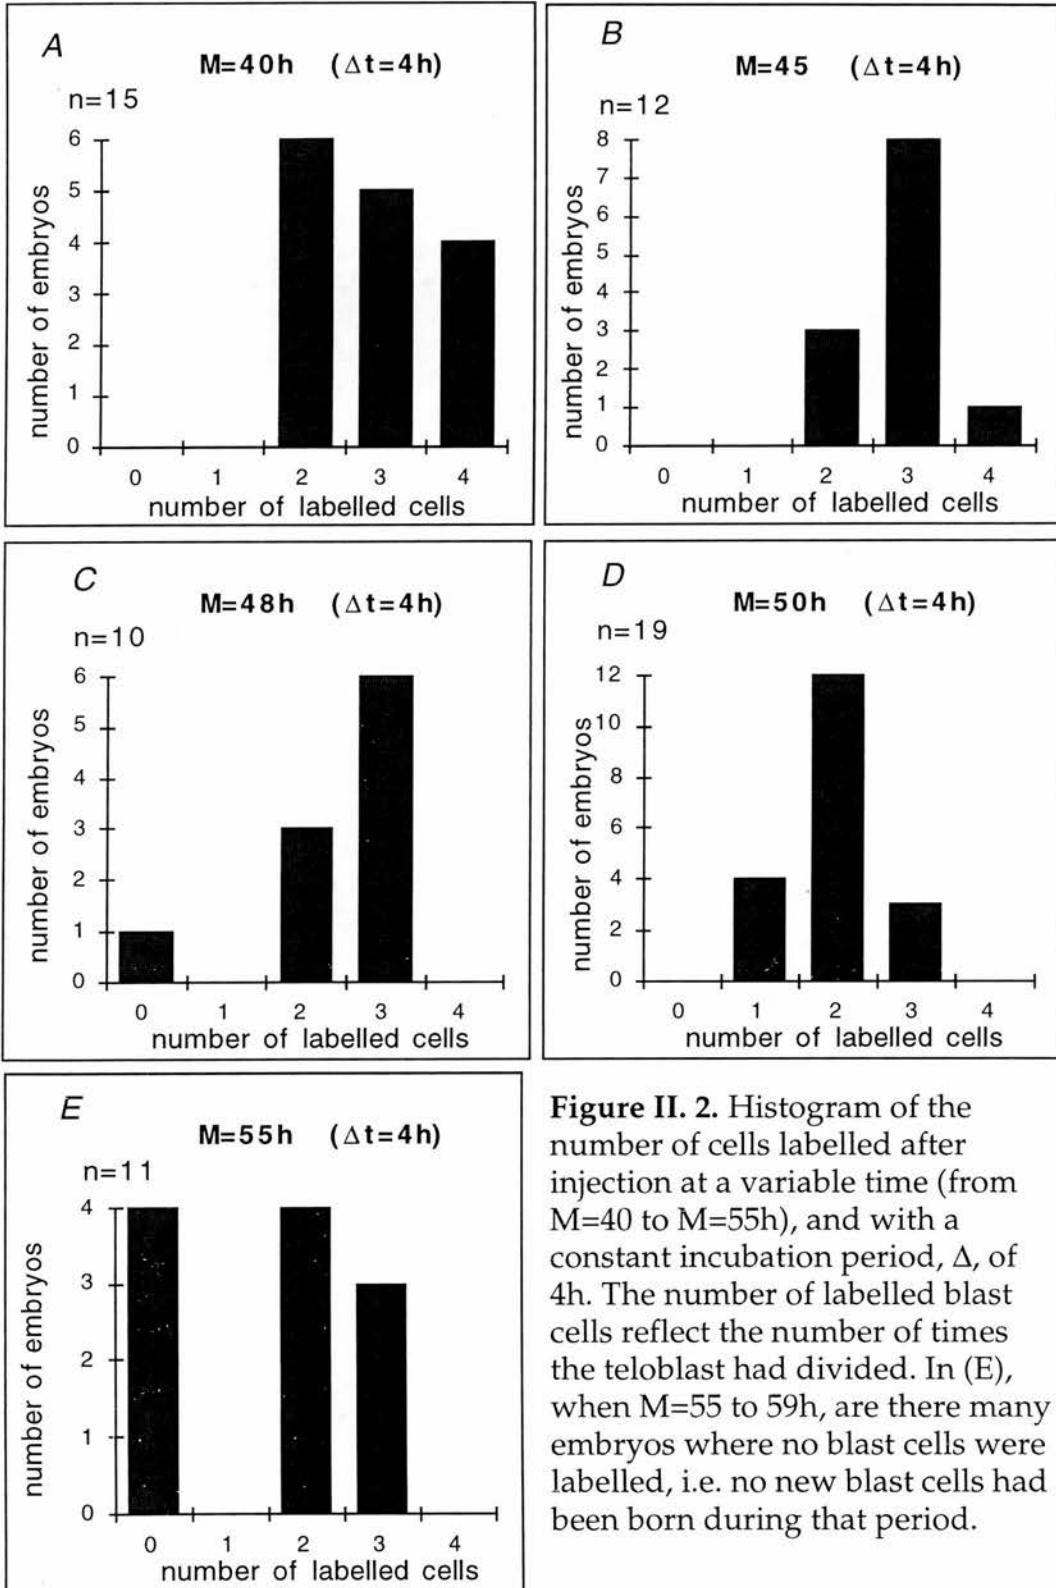 A
M=40h (Δt=4h)
n=15
6
5
4
3
2
1
0
number of embryos
0 1 2 3 4
number of labelled cells
B
M=45 (Δt=4h)
n=12
8
7
6
5
4
3
2
1
0
number of embryos
0 1 2 3 4
number of labelled cells
C
M=48h (Δt=4h)
n=10
6
5
4
3
2
1
0
number of embryos
0 1 2 3 4
number of labelled cells
D
M=50h (Δt=4h)
n=19
12
10
8
6
4
2
0
number of embryos
0 1 2 3 4
number of labelled cells
E
M=55h (Δt=4h)
n=11
4
3
2
1
0
number of embryos
0 1 2 3 4
number of labelled cells
Figure II. 2. Histogram of the
number of cells labelled after
injection at a variable time (from
M=40 to M=55h), and with a
constant incubation period, Δ, of
4h. The number of labelled blast
cells reflect the number of times
the teloblast had divided. In (E),
when M=55 to 59h, are there many
embryos where no blast cells were
labelled, i.e. no new blast cells had
been born during that period.